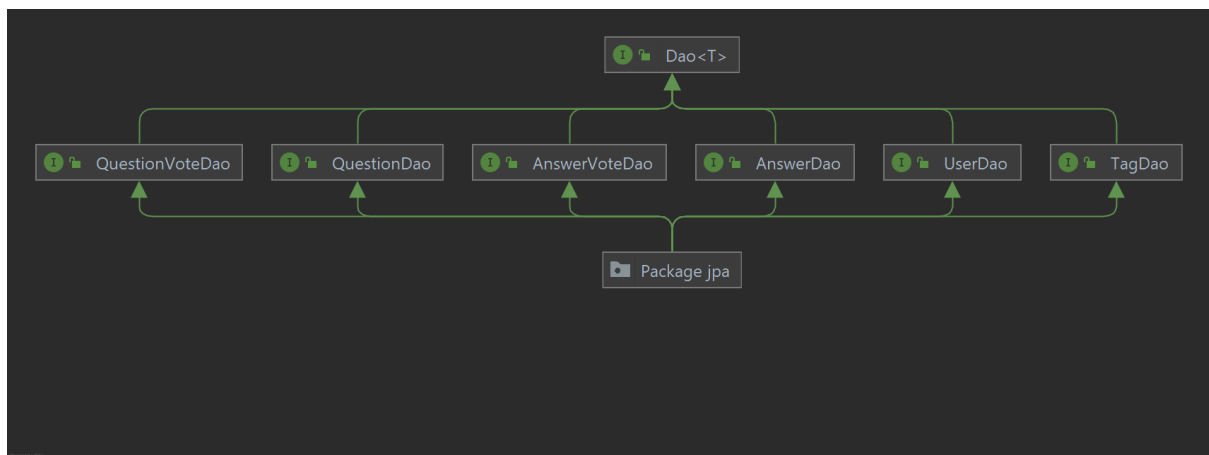 Dao<T>
QuestionVoteDao
QuestionDao
AnswerVoteDao
AnswerDao
UserDao
TagDao
Package jpa